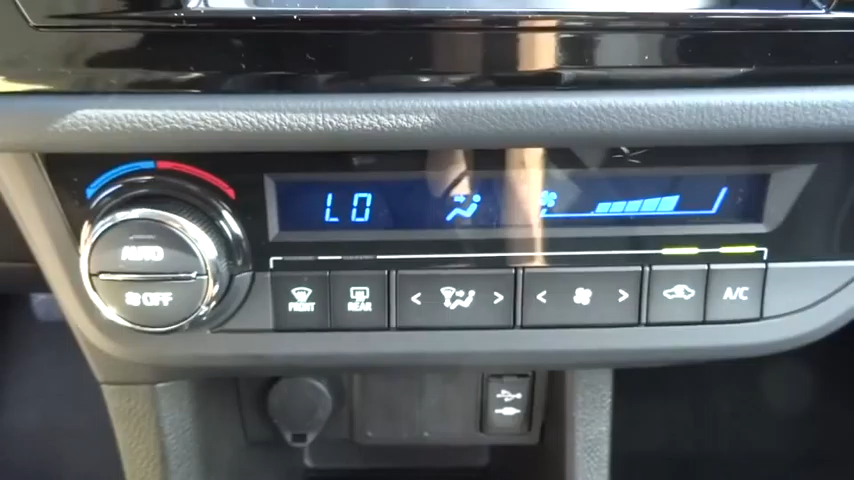 LO
AUTO
OFF
FRONT
REAR
< >
< >
A/C